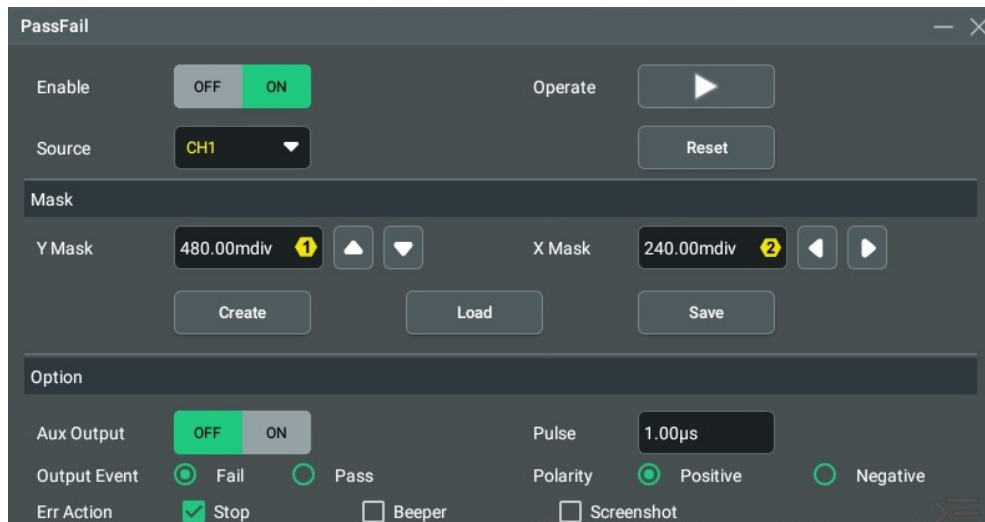 PassFail
Enable OFF ON Operate
Source CH1 Reset
Mask
Y Mask 480.00mdiv 1 X Mask 240.00mdiv 2
Create Load Save
Option
Aux Output OFF ON Pulse 1.00µs
Output Event Fail Pass Polarity Positive Negative
Err Action Stop Beeper Screenshot